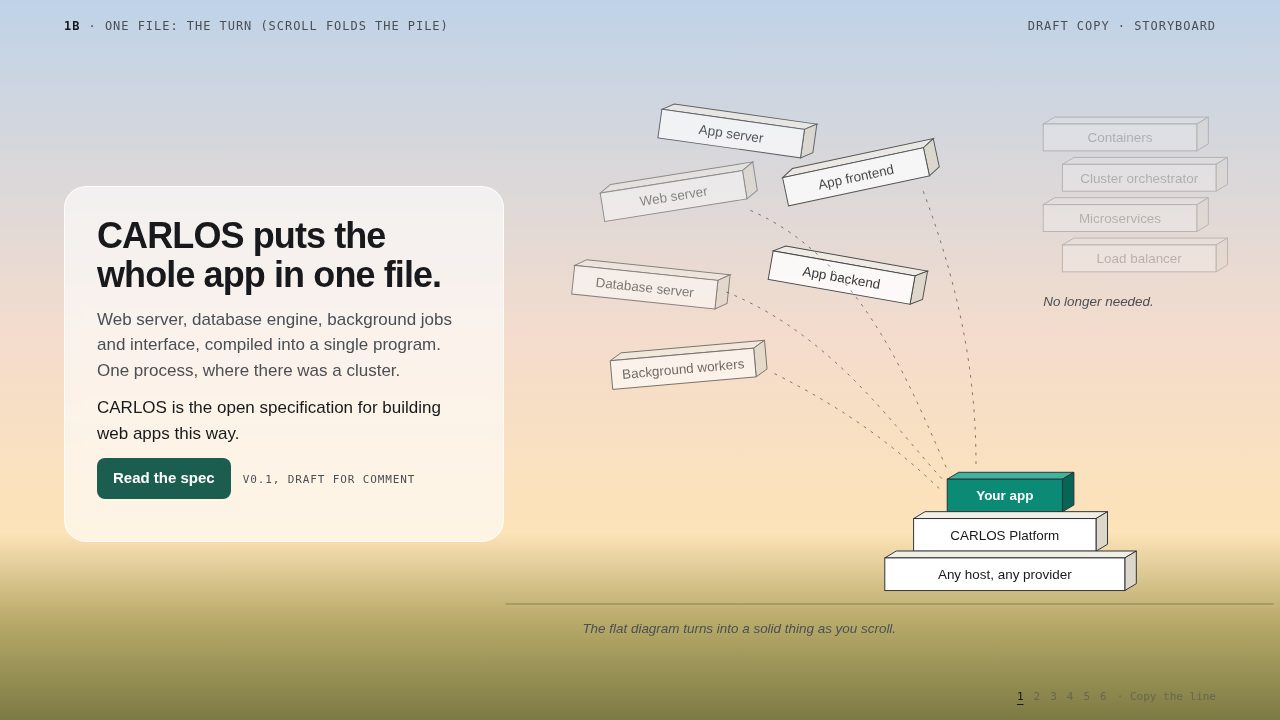 1B · ONE FILE: THE TURN (SCROLL FOLDS THE PILE)
DRAFT COPY · STORYBOARD
CARLOS puts the
whole app in one file.
Web server, database engine, background jobs
and interface, compiled into a single program.
One process, where there was a cluster.
CARLOS is the open specification for building
web apps this way.
Read the spec
V0.1, DRAFT FOR COMMENT
App server
Web server
App frontend
Database server
App backend
Background workers
Containers
Cluster orchestrator
Microservices
Load balancer
No longer needed.
Your app
CARLOS Platform
Any host, any provider
The flat diagram turns into a solid thing as you scroll.
1 2 3 4 5 6 · Copy the line